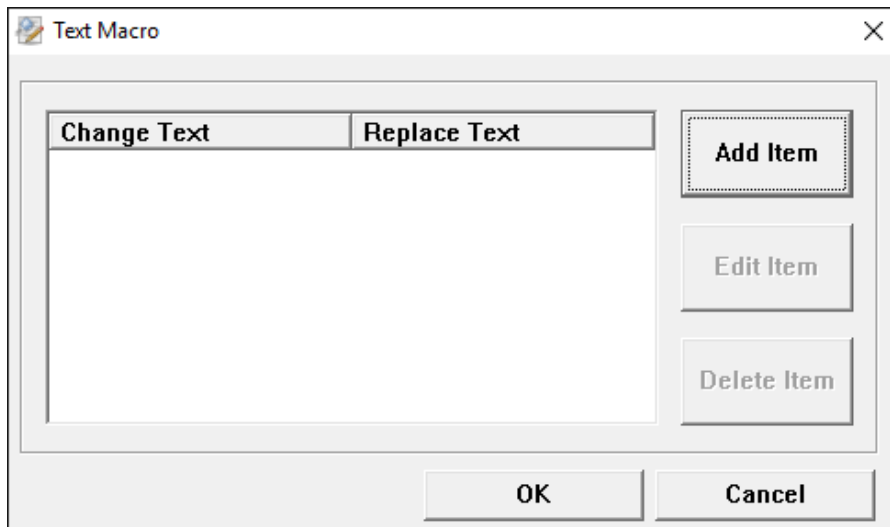 Text Macro
Change Text Replace Text
Add Item
Edit Item
Delete Item
OK Cancel